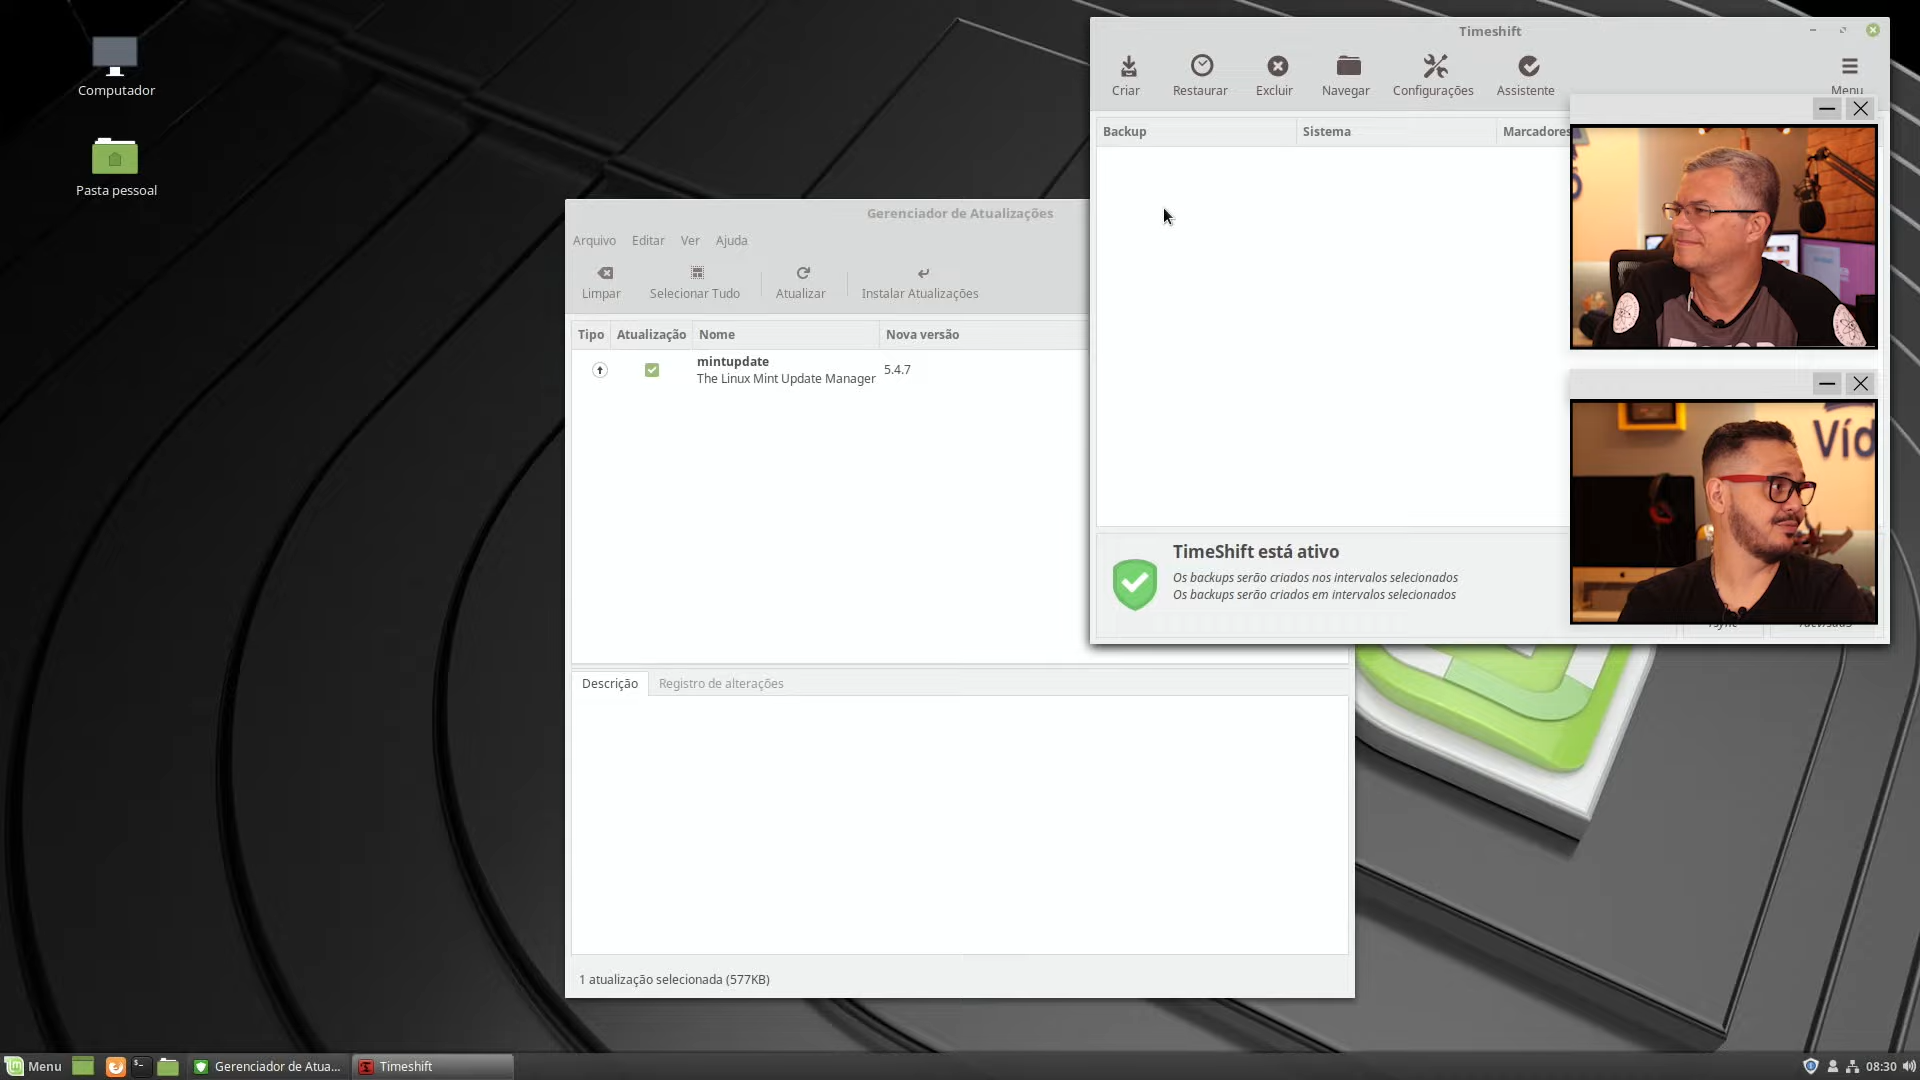 Computador
Pasta pessoal
Timeshift
Criar
Restaurar
Excluir
Navegar
Configurações
Assistente
Menu
Backup
Sistema
Marcadores
TimeShift está ativo
Os backups serão criados nos intervalos selecionados
Os backups serão criados em intervalos selecionados
Víd
Gerenciador de Atualizações
Arquivo Editar Ver Ajuda
Limpar
Selecionar Tudo
Atualizar
Instalar Atualizações
Tipo Atualização Nome Nova versão
mintupdate
The Linux Mint Update Manager
5.4.7
Descrição
Registro de alterações
1 atualização selecionada (577KB)
Menu
Gerenciador de Atua...
Timeshift
08:30